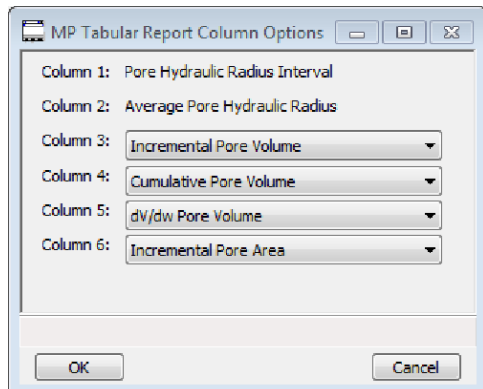 MP Tabular Report Column Options
Column 1: Pore Hydraulic Radius Interval
Column 2: Average Pore Hydraulic Radius
Column 3: Incremental Pore Volume
Column 4: Cumulative Pore Volume
Column 5: dV/dw Pore Volume
Column 6: Incremental Pore Area
OK Cancel